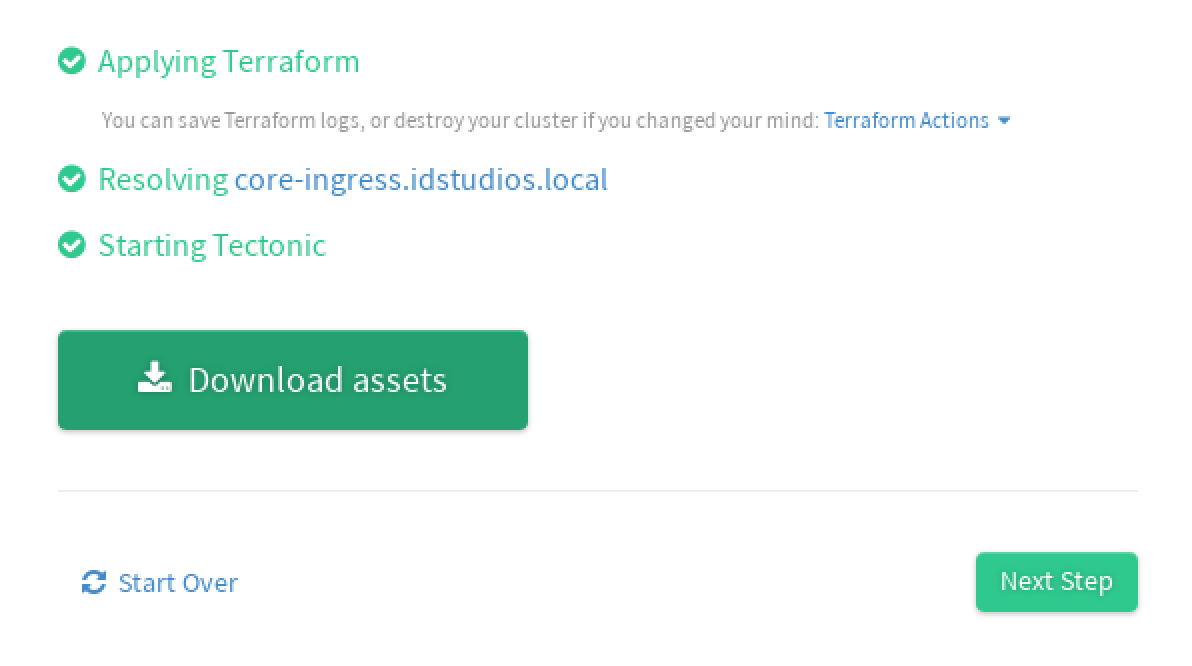 Applying Terraform
You can save Terraform logs, or destroy your cluster if you changed your mind: Terraform Actions
Resolving core-ingress.idstudios.local
Starting Tectonic
Download assets
Start Over
Next Step